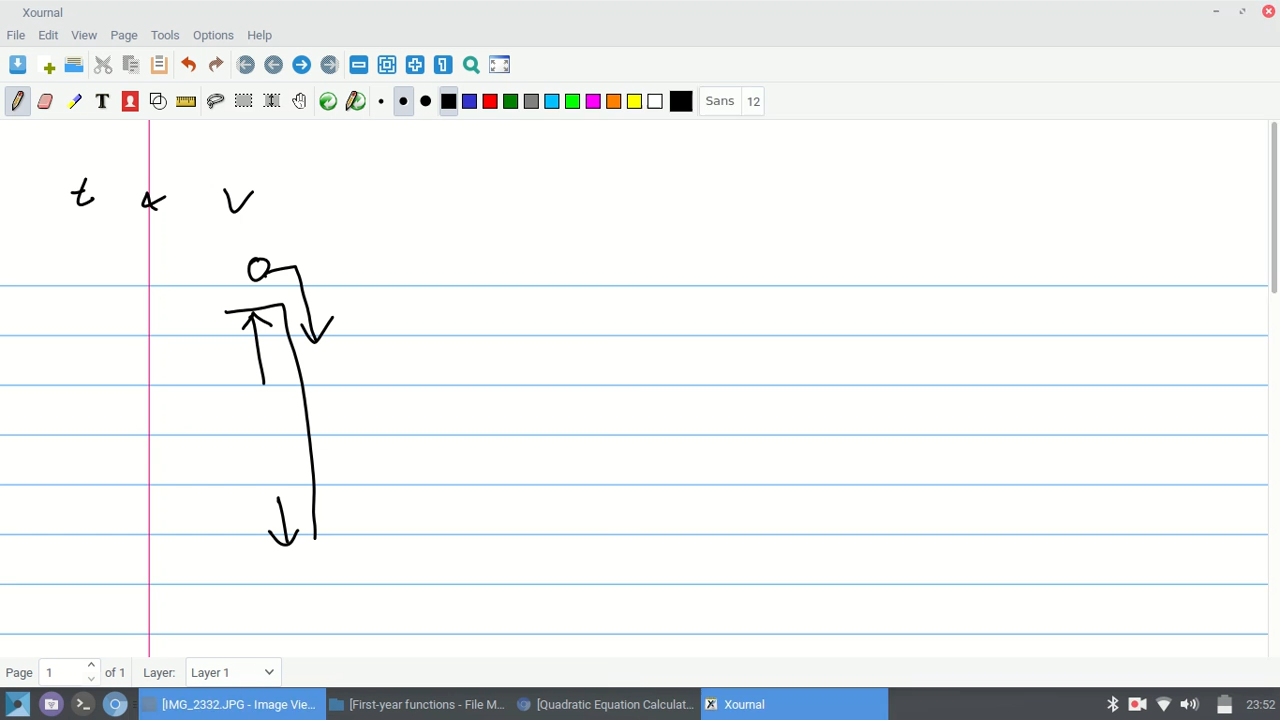 Xournal
File Edit View Page Tools Options Help
T Sans 12
t & v
Page 1 of 1 Layer: Layer 1
[IMG_2332.JPG - Image Vie... [First-year functions - File M... [Quadratic Equation Calculat... Xournal 23:52